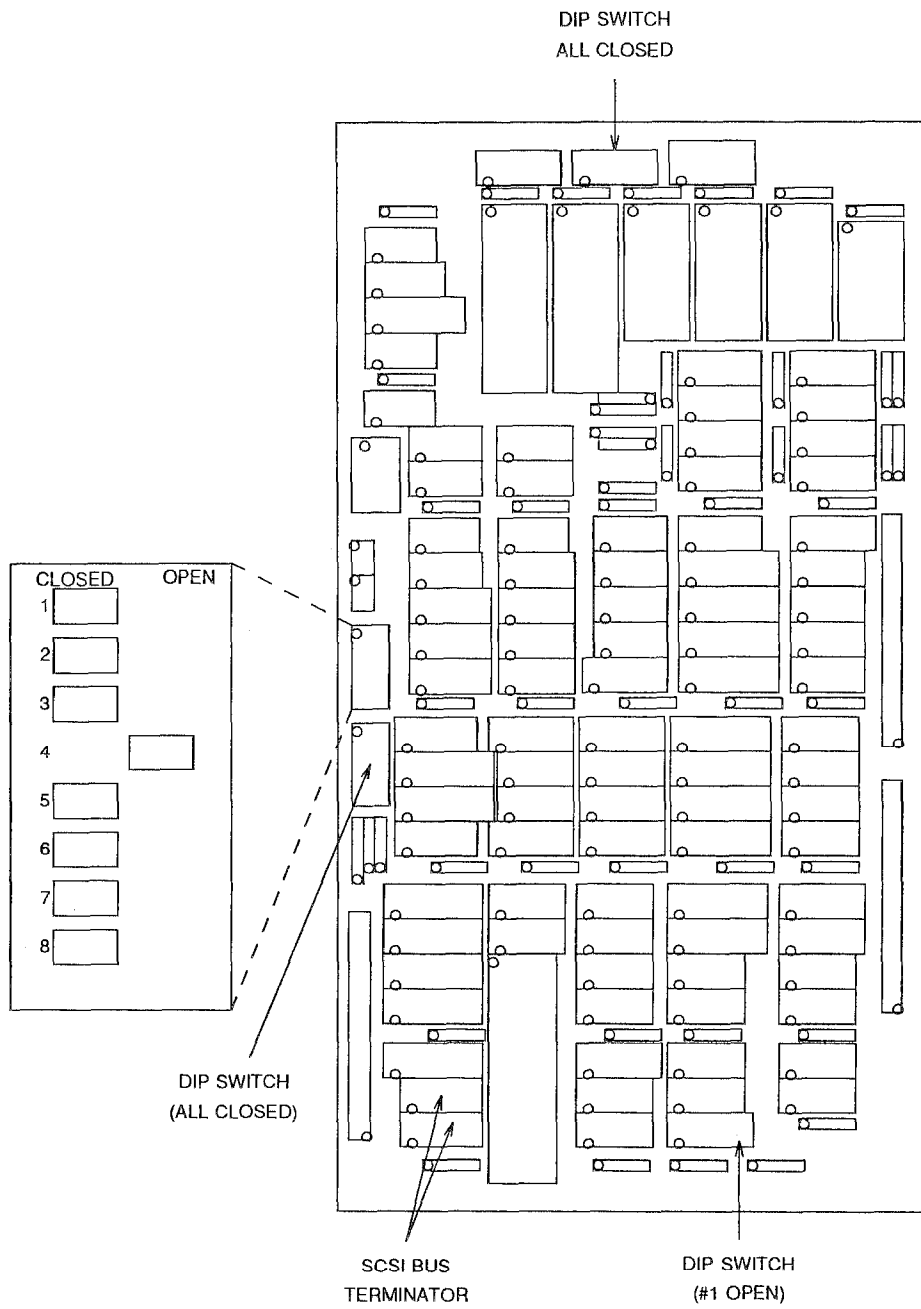 DIP SWITCH
ALL CLOSED
CLOSED OPEN
1
2
3
4
5
6
7
8
DIP SWITCH
(ALL CLOSED)
SCSI BUS
TERMINATOR
DIP SWITCH
(#1 OPEN)